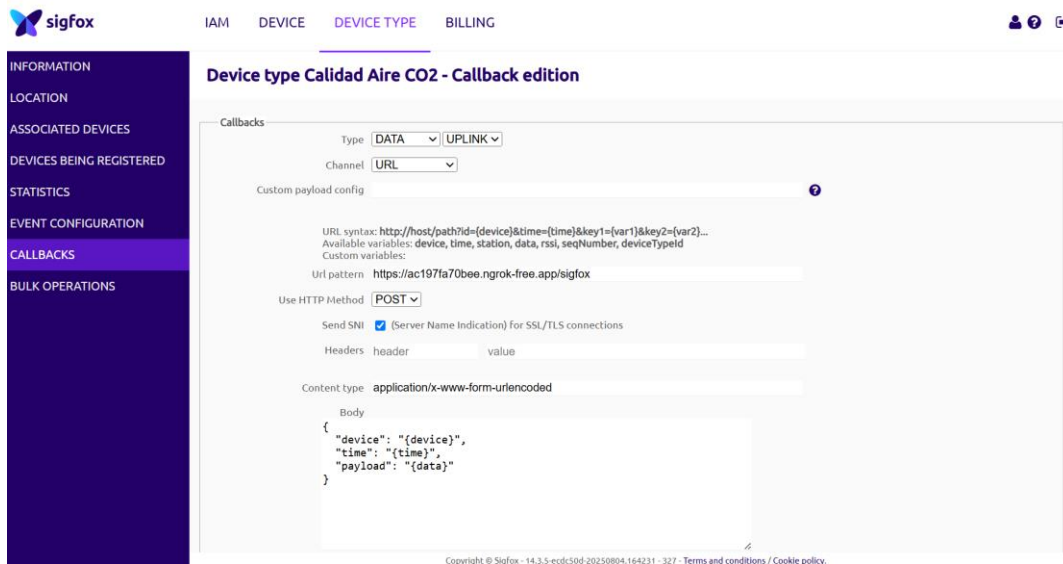 sigfox
IAM DEVICE DEVICE TYPE BILLING
INFORMATION
LOCATION
ASSOCIATED DEVICES
DEVICES BEING REGISTERED
STATISTICS
EVENT CONFIGURATION
CALLBACKS
BULK OPERATIONS
Device type Calidad Aire CO2 - Callback edition
Callbacks
Type DATA UPLINK
Channel URL
Custom payload config
URL syntax: http://host/path?id={device}&time={time}&key1={var1}&key2={var2}...
Available variables: device, time, station, data, rssi, seqNumber, deviceTypeId
Custom variables:
Url pattern https://ac197fa70bee.ngrok-free.app/sigfox
Use HTTP Method POST
Send SNI (Server Name Indication) for SSL/TLS connections
Headers header value
Content type application/x-www-form-urlencoded
Body
{
"device": "{device}",
"time": "{time}",
"payload": "{data}"
}
Copyright © Sigfox - 14.3.5-ecdc50d-20250804.164231 - 327 - Terms and conditions / Cookie policy.